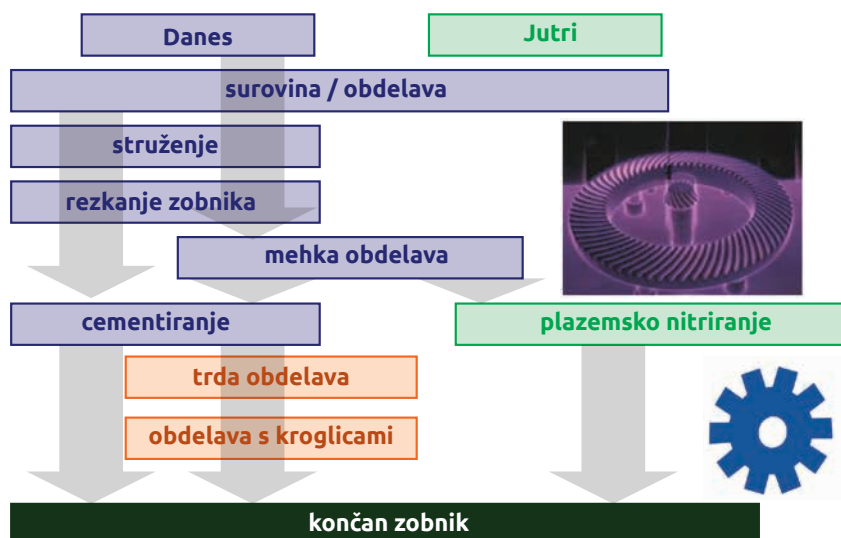 Danes
Jutri
surovina / obdelava
struženje
rezkanje zobnika
mehka obdelava
cementiranje
plazemsko nitriranje
trda obdelava
obdelava s kroglicami
končan zobnik